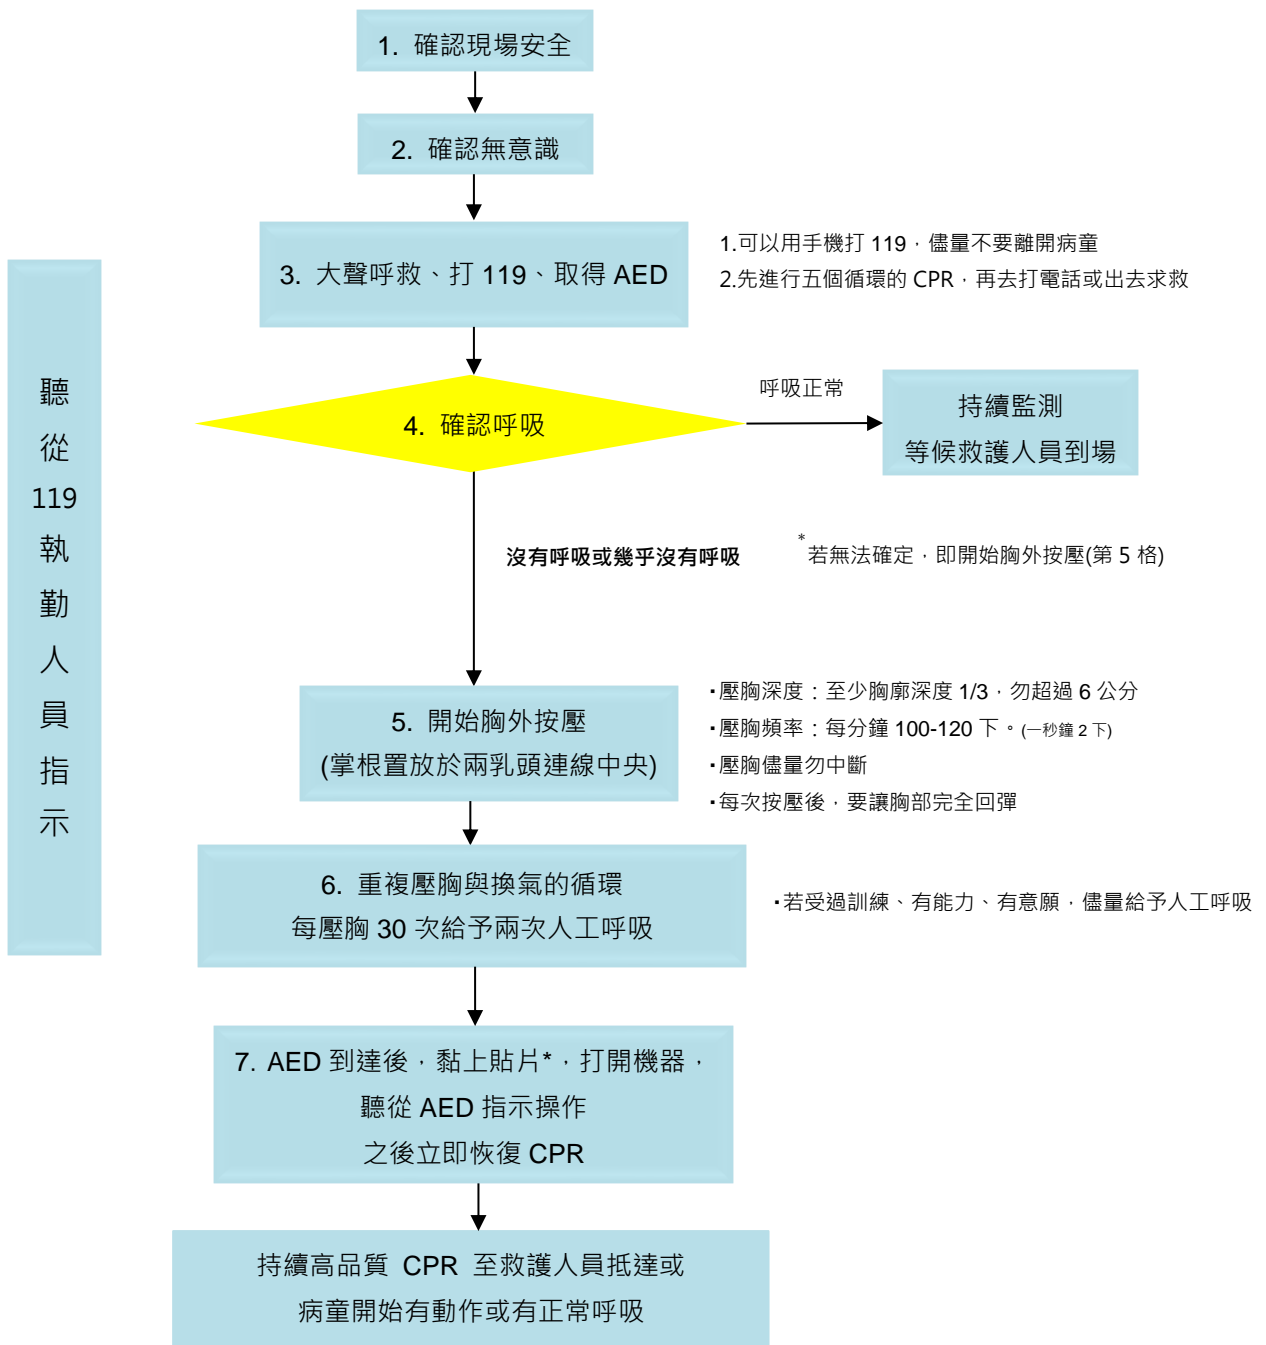 1. 確認現場安全
2. 確認無意識
3. 大聲呼救、打 119、取得 AED
1.可以用手機打 119，儘量不要離開病童
2.先進行五個循環的 CPR，再去打電話或出去求救
聽
從
119
執
勤
人
員
指
示
4. 確認呼吸
呼吸正常
持續監測
等候救護人員到場
沒有呼吸或幾乎沒有呼吸
*若無法確定，即開始胸外按壓(第 5 格)
5. 開始胸外按壓
(掌根置放於兩乳頭連線中央)
▪壓胸深度：至少胸廓深度 1/3，勿超過 6 公分
▪壓胸頻率：每分鐘 100-120 下。(一秒鐘 2 下)
▪壓胸儘量勿中斷
▪每次按壓後，要讓胸部完全回彈
6. 重複壓胸與換氣的循環
每壓胸 30 次給予兩次人工呼吸
▪若受過訓練、有能力、有意願，儘量給予人工呼吸
7. AED 到達後，黏上貼片*，打開機器，
聽從 AED 指示操作
之後立即恢復 CPR
持續高品質 CPR 至救護人員抵達或
病童開始有動作或有正常呼吸